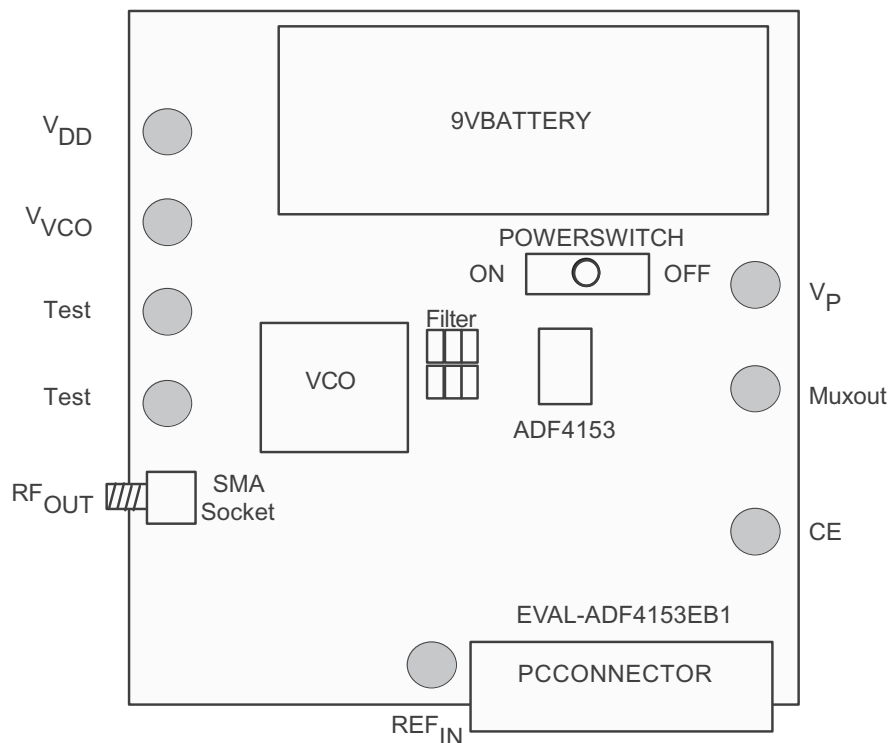 9VBATTERY
VDD
VVCO
POWERSWITCH
ON
OFF
VP
Test
Filter
VCO
Test
Muxout
ADF4153
RFOUT
SMA
Socket
CE
EVAL-ADF4153EB1
PCCONNECTOR
REFIN